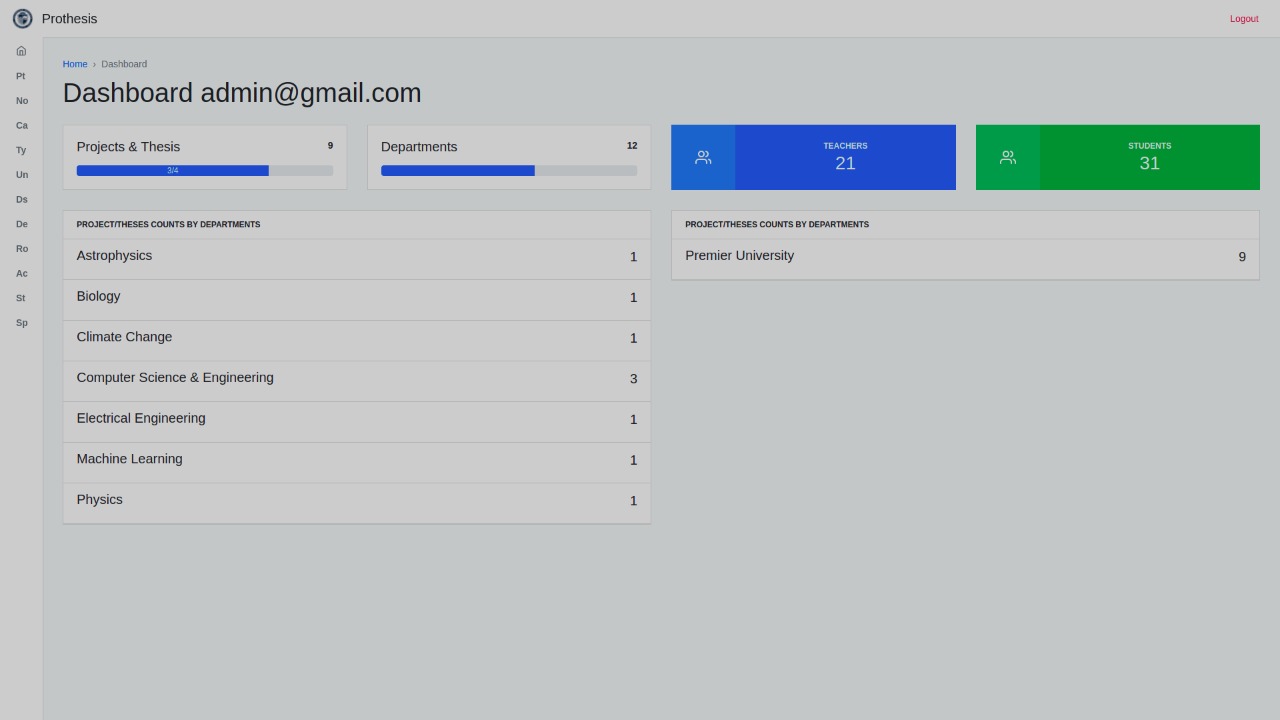 Prothesis
Logout
Home › Dashboard
Dashboard admin@gmail.com
Pt
No
Ca
Ty
Un
Ds
De
Ro
Ac
St
Sp
Projects & Thesis 9
3/4
Departments 12
TEACHERS
21
STUDENTS
31
PROJECT/THESES COUNTS BY DEPARTMENTS
Astrophysics 1
Biology 1
Climate Change 1
Computer Science & Engineering 3
Electrical Engineering 1
Machine Learning 1
Physics 1
PROJECT/THESES COUNTS BY DEPARTMENTS
Premier University 9